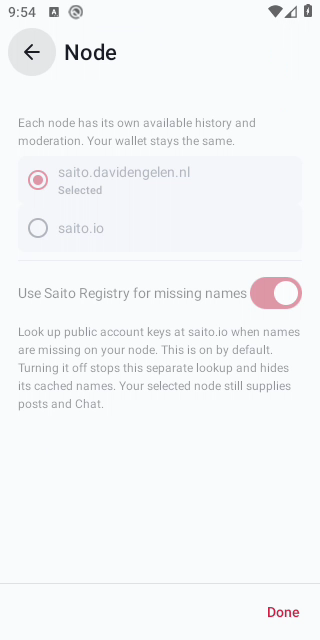 9:54
Node
Each node has its own available history and
moderation. Your wallet stays the same.
saito.davidengelen.nl
Selected
saito.io
Use Saito Registry for missing names
Look up public account keys at saito.io when names
are missing on your node. This is on by default.
Turning it off stops this separate lookup and hides
its cached names. Your selected node still supplies
posts and Chat.
Done